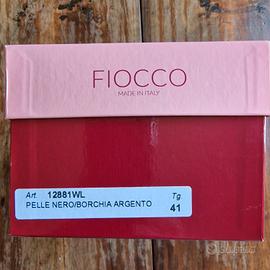 FIOCCO
MADE IN ITALY
Art. 12881WL Tg
PELLE NERO/BORCHIA ARGENTO 41